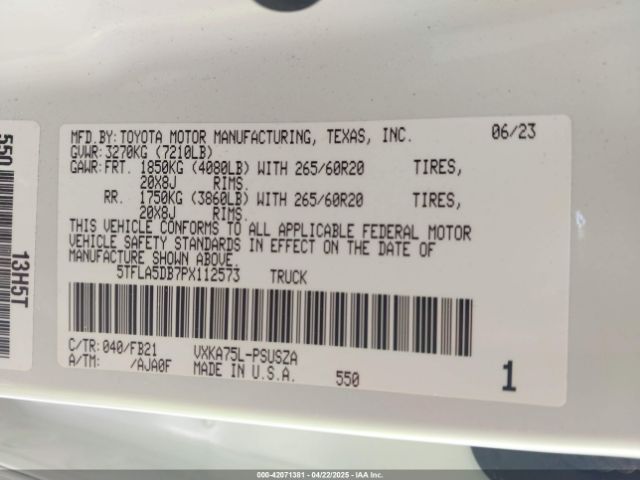 MFD.BY: TOYOTA MOTOR MANUFACTURING, TEXAS, INC. 06/23
GVWR: 3270KG (7210LB)
GAWR: FRT. 1850KG (4080LB) WITH 265/60R20 TIRES,
20X8J RIMS.
RR. 1750KG (3860LB) WITH 265/60R20 TIRES,
20X8J RIMS.
THIS VEHICLE CONFORMS TO ALL APPLICABLE FEDERAL MOTOR
VEHICLE SAFETY STANDARDS IN EFFECT ON THE DATE OF
MANUFACTURE SHOWN ABOVE.
5TFLA5DB7PX112573 TRUCK
C/TR: 040/FB21 VXKA75L-PSUSZA
A/TM: /AJA0F MADE IN U.S.A. 550 1
550
13H5T
000-42071381 | 04/22/2025 | IAA Inc.